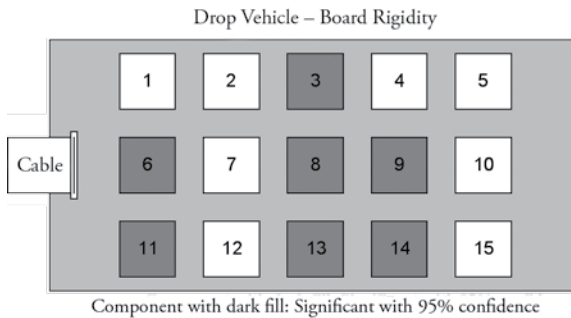 Drop Vehicle – Board Rigidity
1 2 3 4 5
Cable 6 7 8 9 10
11 12 13 14 15
Component with dark fill: Significant with 95% confidence